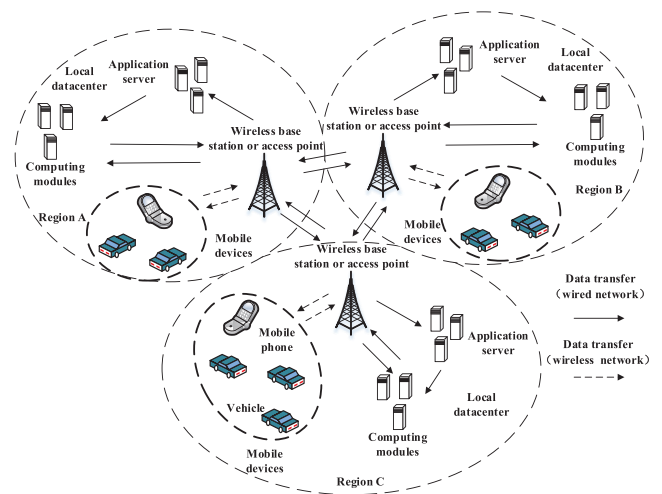 Application
server
Local
datacenter
Computing
modules
Wireless base
station or access point
Region A
Mobile
devices
Application
server
Local
datacenter
Wireless base
station or access point
Computing
modules
Region B
Mobile
devices
Wireless base
station or access point
Mobile
phone
Vehicle
Mobile
devices
Application
server
Local
datacenter
Computing
modules
Region C
Data transfer
(wired network)
Data transfer
(wireless network)